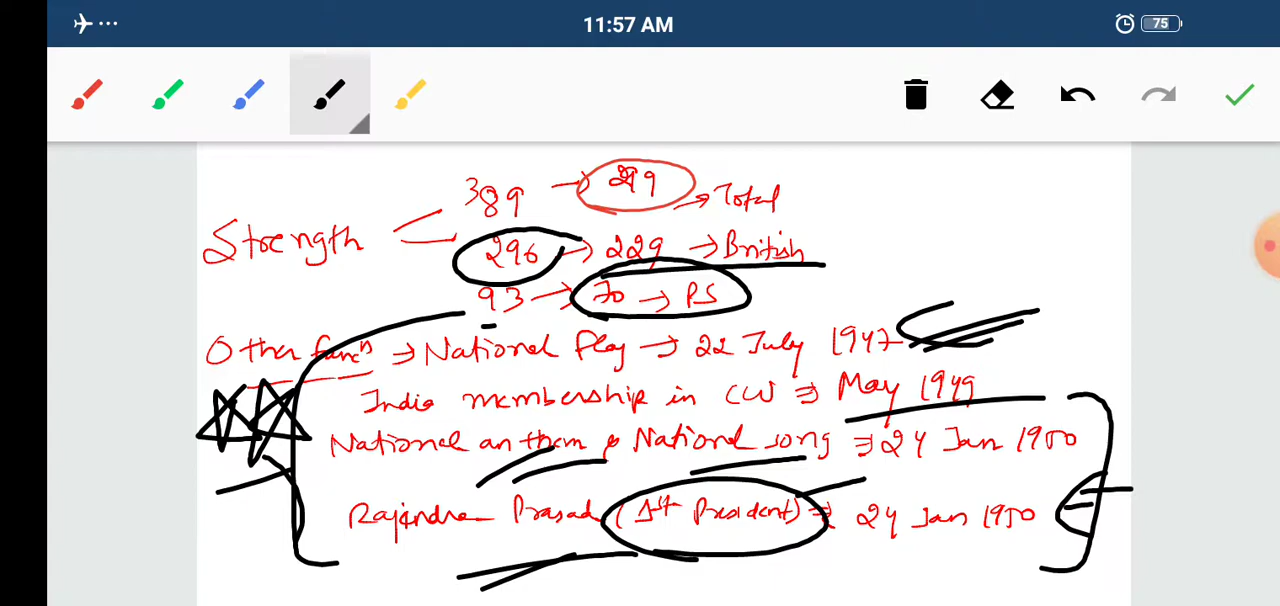 11:57 AM
75
Strength
389 → 299 → Total
296 → 229 → British
93 → 70 → PS
Other funcⁿ ⇒ National Flag → 22 July 1947
India membership in CW ⇒ May 1949
National anthem & National song ⇒ 24 Jan 1950
Rajendra Prasad (1st President) ⇒ 24 Jan 1950